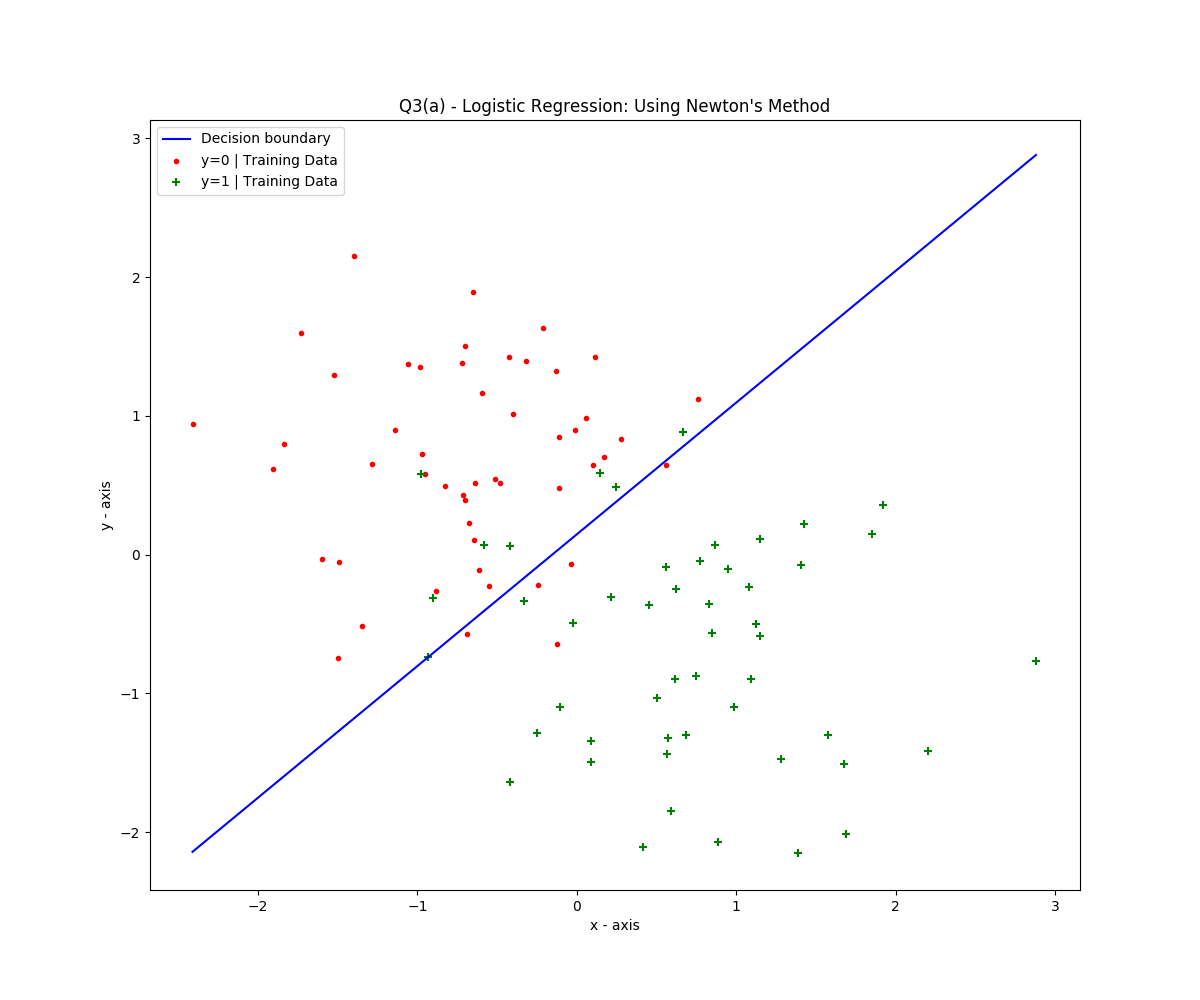 Q3(a) - Logistic Regression: Using Newton's Method
Decision boundary
y=0 | Training Data
y=1 | Training Data
3
2
1
0
−1
−2
y - axis
−2
−1
0
1
2
3
x - axis